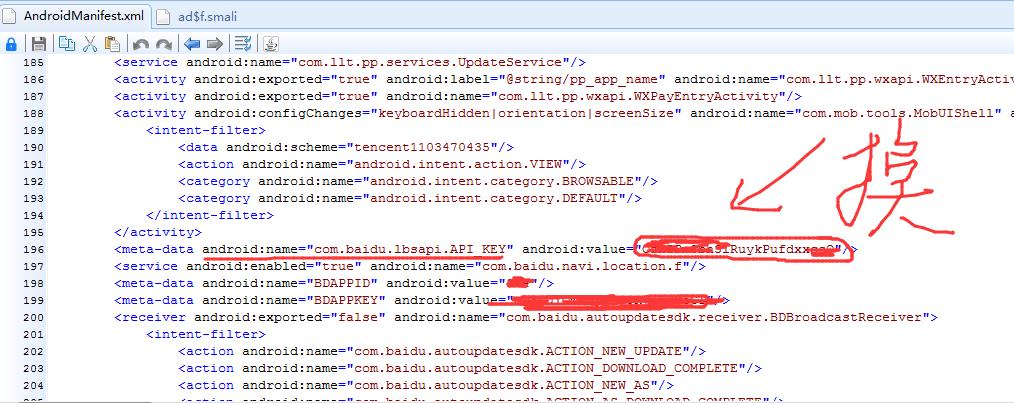 AndroidManifest.xml ad$f.smali
185 <service android:name="com.llt.pp.services.UpdateService"/>
186 <activity android:exported="true" android:label="@string/pp_app_name" android:name="com.llt.pp.wxapi.WXEntryActiv
187 <activity android:exported="true" android:name="com.llt.pp.wxapi.WXPayEntryActivity"/>
188 <activity android:configChanges="keyboardHidden|orientation|screenSize" android:name="com.mob.tools.MobUIShell" a
189 <intent-filter>
190 <data android:scheme="tencent1103470435"/>
191 <action android:name="android.intent.action.VIEW"/>
192 <category android:name="android.intent.category.BROWSABLE"/>
193 <category android:name="android.intent.category.DEFAULT"/>
换
194 </intent-filter>
195 </activity>
196 <meta-data android:name="com.baidu.lbsapi.API_KEY" android:value="iRuykPufdxx"/>
197 <service android:enabled="true" android:name="com.baidu.navi.location.f"/>
198 <meta-data android:name="BDAPPID" android:value=""/>
199 <meta-data android:name="BDAPPKEY" android:value="/>
200 <receiver android:exported="false" android:name="com.baidu.autoupdatesdk.receiver.BDBroadcastReceiver">
201 <intent-filter>
202 <action android:name="com.baidu.autoupdatesdk.ACTION_NEW_UPDATE"/>
203 <action android:name="com.baidu.autoupdatesdk.ACTION_DOWNLOAD_COMPLETE"/>
204 <action android:name="com.baidu.autoupdatesdk.ACTION_NEW_AS"/>